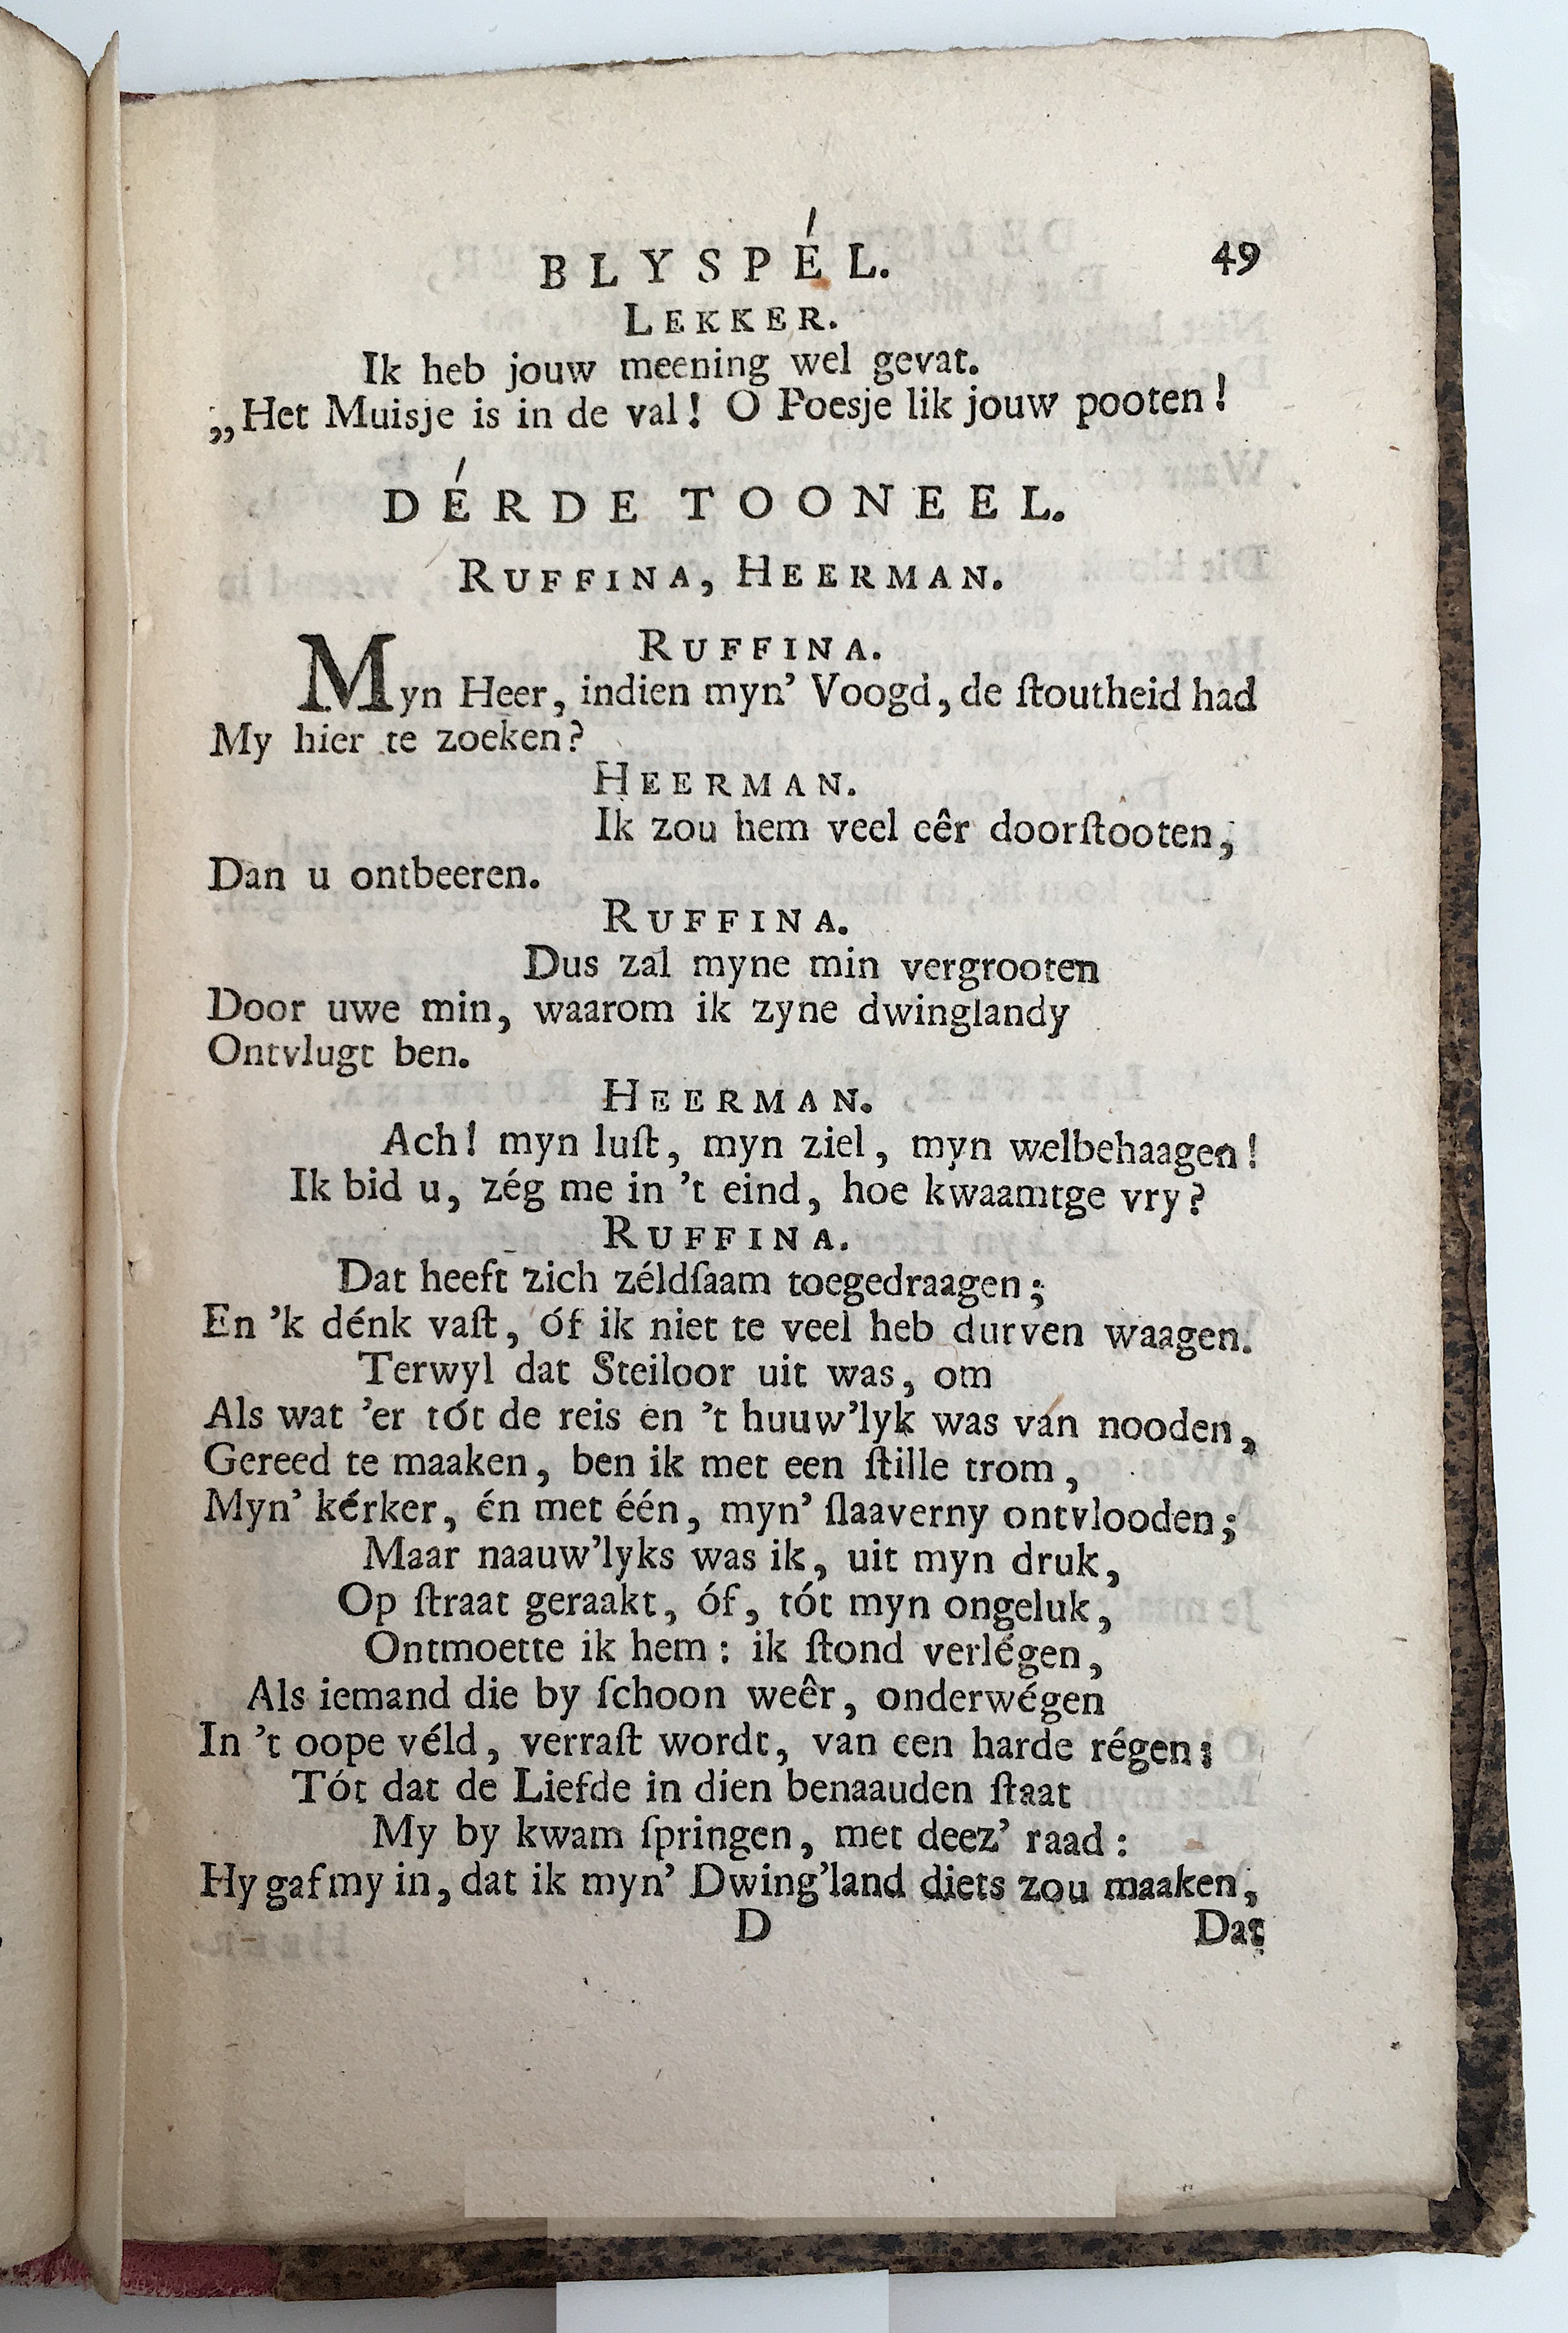 BLYSPÉL. 49
LEKKER.
Ik heb jouw meening wel gevat.
„Het Muisje is in de val! O Poesje lik jouw pooten!
DÉRDE TOONEEL.
RUFFINA, HEERMAN.
RUFFINA.
Myn Heer, indien myn’ Voogd, de ſtoutheid had
My hier te zoeken?
HEERMAN.
Ik zou hem veel eêr doorſtooten,
Dan u ontbeeren.
RUFFINA.
Dus zal myne min vergrooten
Door uwe min, waarom ik zyne dwinglandy
Ontvlugt ben.
HEERMAN.
Ach! myn luſt, myn ziel, myn welbehaagen!
Ik bid u, zég me in ’t eind, hoe kwaamtge vry?
RUFFINA.
Dat heeft zich zéldſaam toegedraagen;
En ’k dénk vaſt, óf ik niet te veel heb durven waagen.
Terwyl dat Steiloor uit was, om
Als wat ’er tót de reis en ’t huuw’lyk was van nooden,
Gereed te maaken, ben ik met een ſtille trom,
Myn’ kérker, én met één, myn’ ſlaaverny ontvlooden;
Maar naauw’lyks was ik, uit myn druk,
Op ſtraat geraakt, óf, tót myn ongeluk,
Ontmoette ik hem: ik ſtond verlégen,
Als iemand die by ſchoon weêr, onderwégen
In ’t oope véld, verraſt wordt, van een harde régen:
Tót dat de Liefde in dien benaauden ſtaat
My by kwam ſpringen, met deez’ raad:
Hy gaf my in, dat ik myn’ Dwing’land diets zou maaken,
D Dat